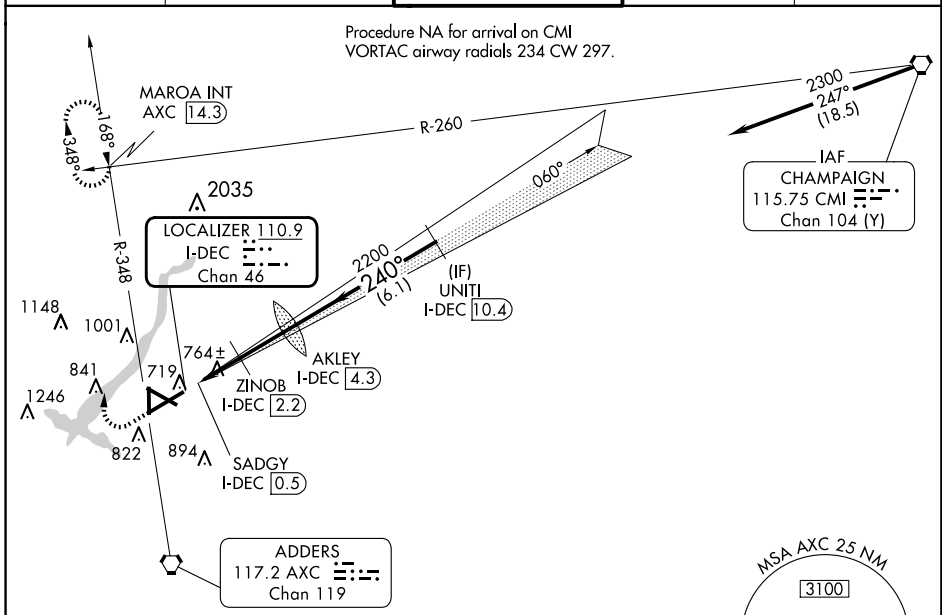 Procedure NA for arrival on CMI
VORTAC airway radials 234 CW 297.
MAROA INT
AXC 14.3
168°
348°
R-260
2300
247°
(18.5)
IAF
CHAMPAIGN
115.75 CMI
Chan 104 (Y)
060°
2035
LOCALIZER 110.9
I-DEC
Chan 46
R-348
2200
240°
(6.1)
(IF)
UNITI
I-DEC 10.4
1148
1001
764±
841
719
AKLEY
I-DEC 4.3
ZINOB
I-DEC 2.2
1246
822
894
SADGY
I-DEC 0.5
ADDERS
117.2 AXC
Chan 119
MSA AXC 25 NM
3100